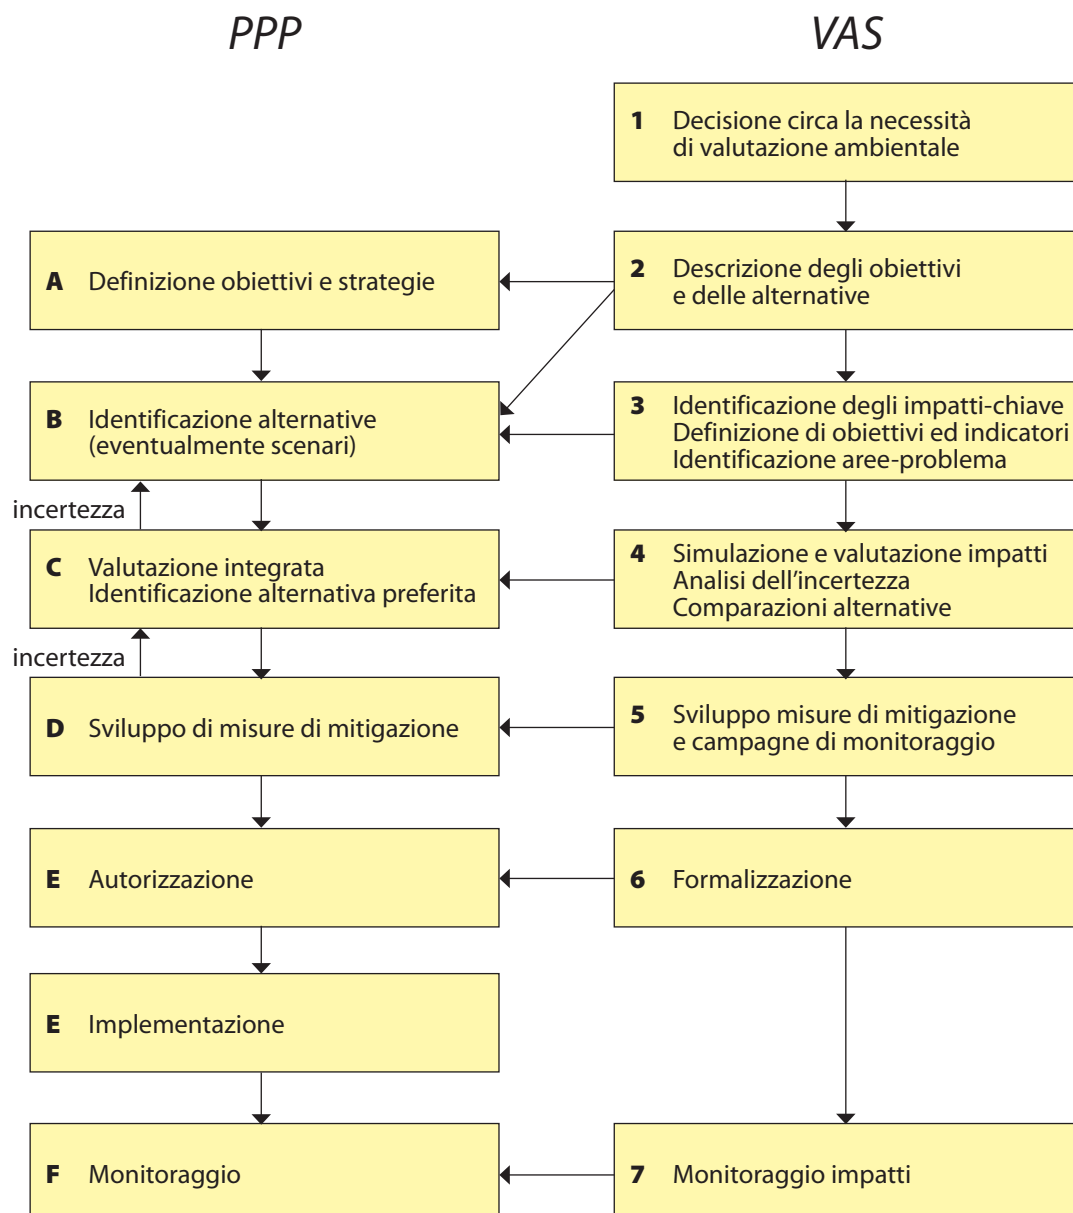 PPP
VAS
1 Decisione circa la necessità
di valutazione ambientale
A Definizione obiettivi e strategie
2 Descrizione degli obiettivi
e delle alternative
B Identificazione alternative
(eventualmente scenari)
3 Identificazione degli impatti-chiave
Definizione di obiettivi ed indicatori
Identificazione aree-problema
incertezza
C Valutazione integrata
Identificazione alternativa preferita
4 Simulazione e valutazione impatti
Analisi dell’incertezza
Comparazioni alternative
incertezza
D Sviluppo di misure di mitigazione
5 Sviluppo misure di mitigazione
e campagne di monitoraggio
E Autorizzazione
6 Formalizzazione
E Implementazione
F Monitoraggio
7 Monitoraggio impatti